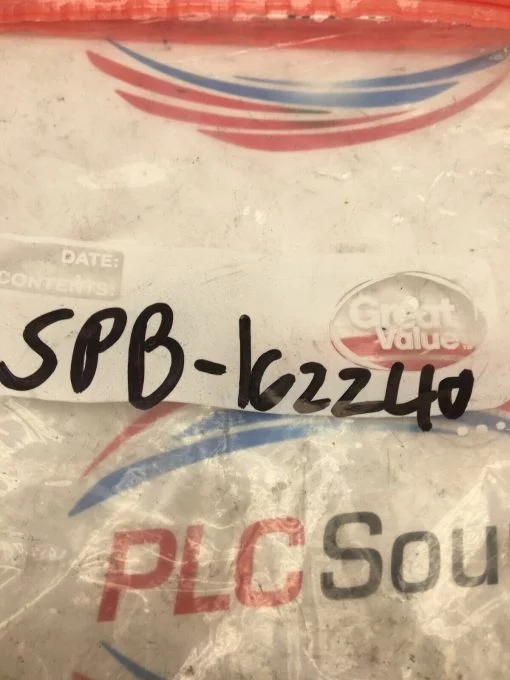 DATE:
CONTENTS:
Great
Value
SPB-162240
PLC Sou